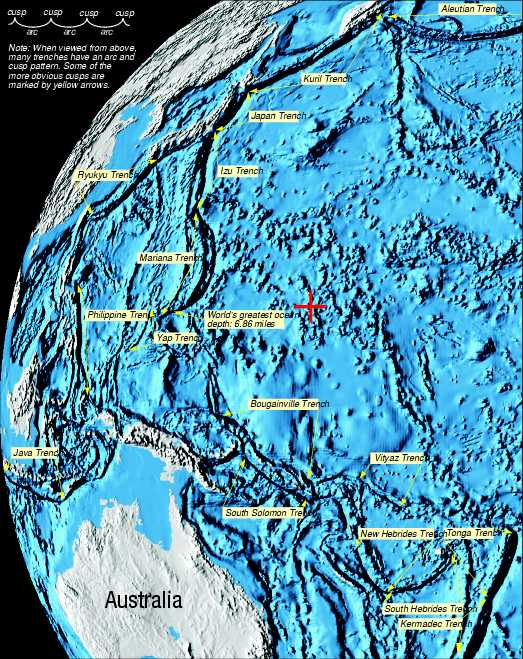 cusp cusp cusp cusp
arc arc arc
Note: When viewed from above,
many trenches have an arc and
cusp pattern. Some of the
more obvious cusps are
marked by yellow arrows.
Aleutian Trench
Kuril Trench
Japan Trench
Izu Trench
Ryukyu Trench
Mariana Trench
Philippine Trench
World's greatest ocean
depth: 6.86 miles
Yap Trench
Bougainville Trench
Java Trench
Vityaz Trench
South Solomon Trench
New Hebrides Trench
Tonga Trench
Australia
South Hebrides Trench
Kermadec Trench